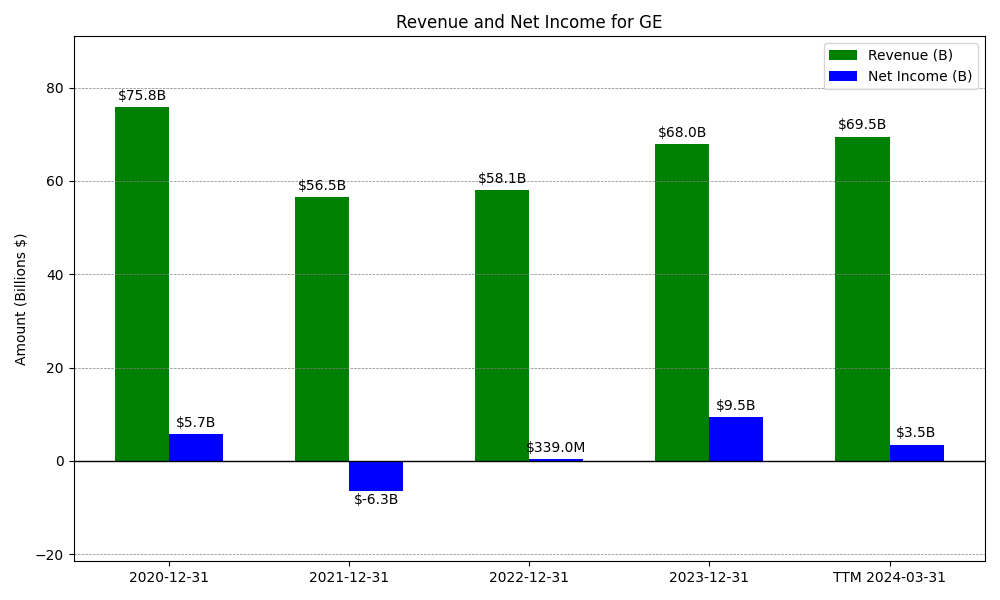 Revenue and Net Income for GE
Revenue (B)
Net Income (B)
Amount (Billions $)
80
60
40
20
0
−20
$75.8B
$5.7B
$56.5B
$-6.3B
$58.1B
$339.0M
$68.0B
$9.5B
$69.5B
$3.5B
2020-12-31
2021-12-31
2022-12-31
2023-12-31
TTM 2024-03-31